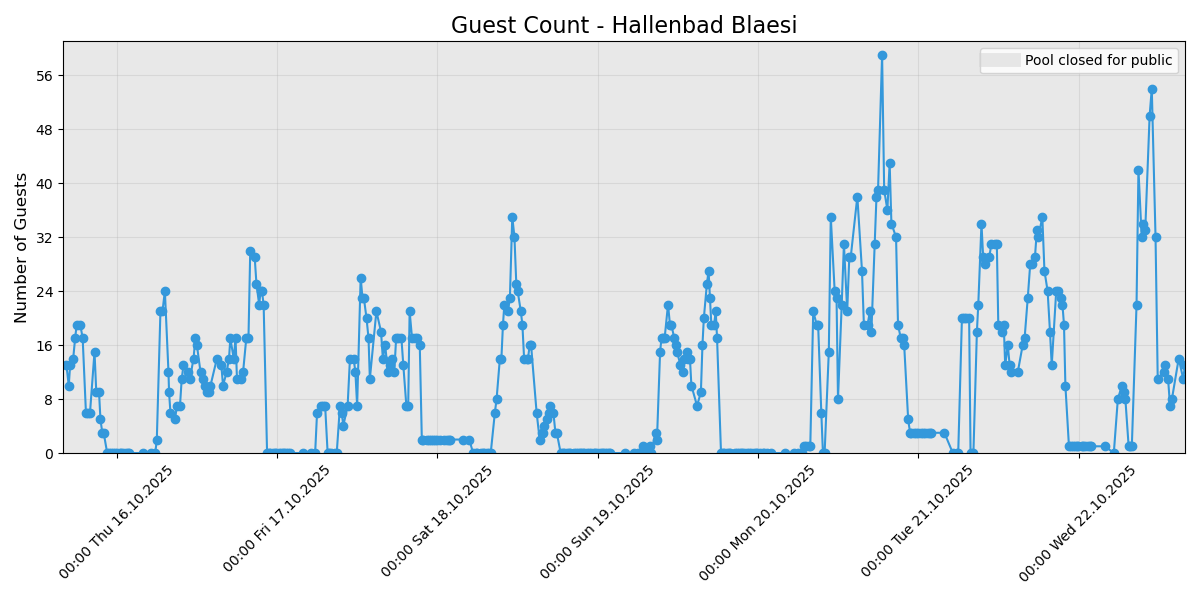 Guest Count - Hallenbad Blaesi
Pool closed for public
Number of Guests
56
48
40
32
24
16
8
0
00:00 Thu 16.10.2025
00:00 Fri 17.10.2025
00:00 Sat 18.10.2025
00:00 Sun 19.10.2025
00:00 Mon 20.10.2025
00:00 Tue 21.10.2025
00:00 Wed 22.10.2025